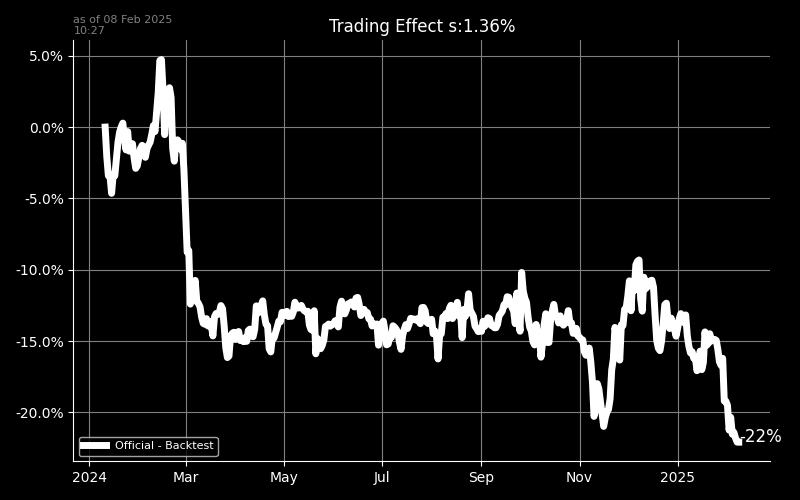 as of 08 Feb 2025
10:27
Trading Effect s:1.36%
5.0%
0.0%
-5.0%
-10.0%
-15.0%
-20.0%
-22%
Official - Backtest
2024 Mar May Jul Sep Nov 2025